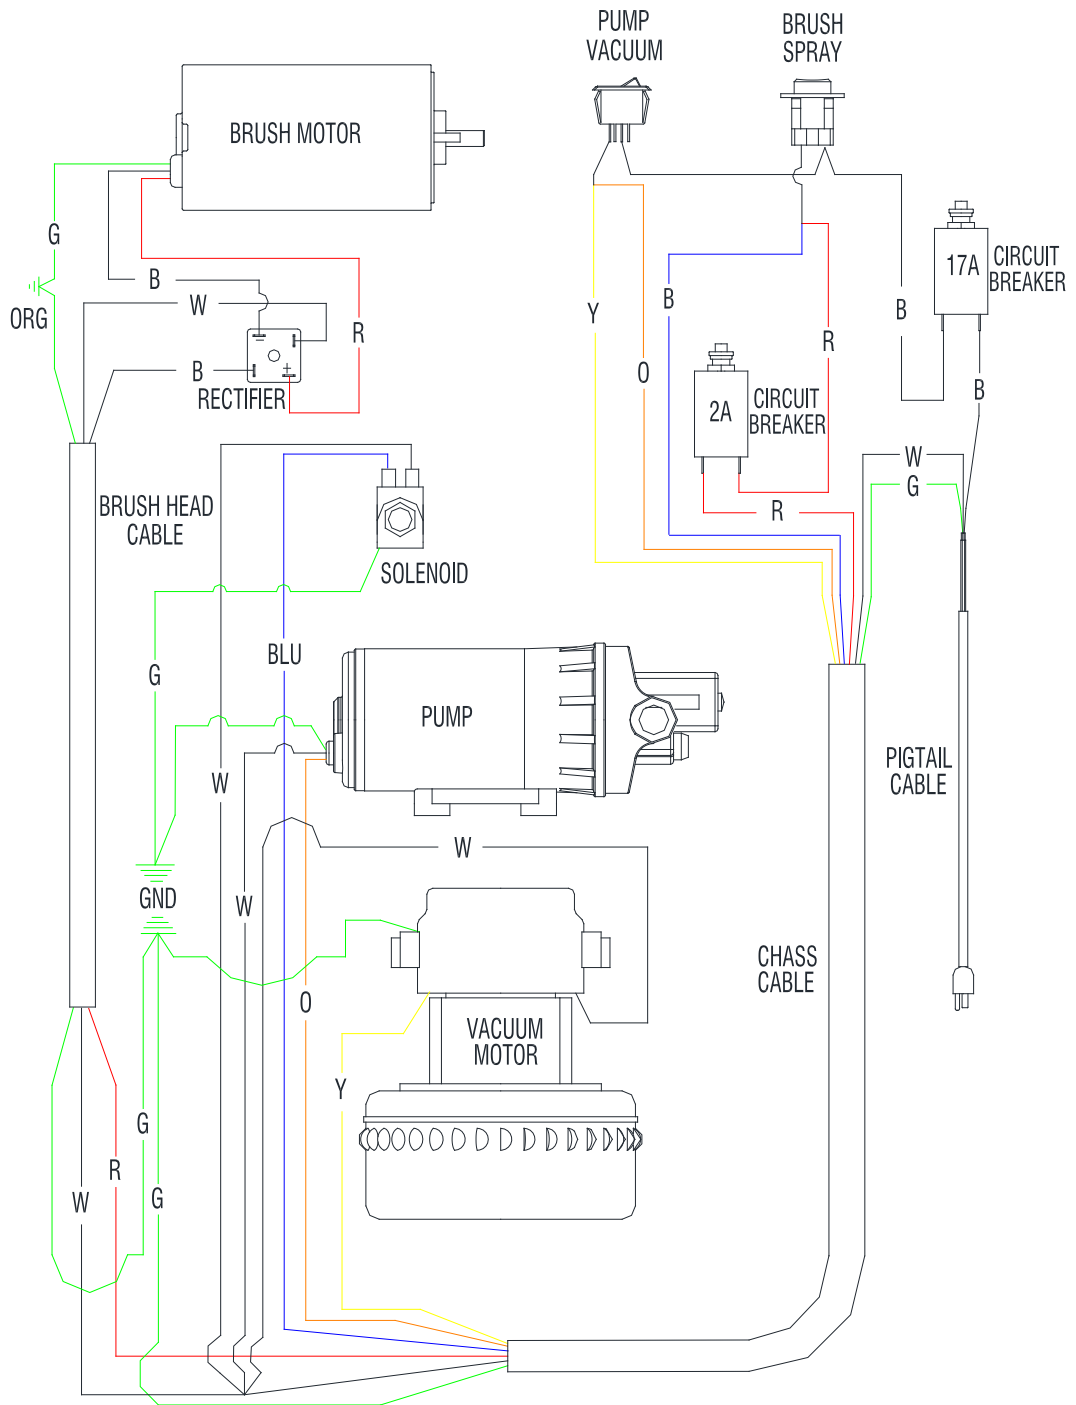 PUMP
VACUUM
BRUSH
SPRAY
BRUSH MOTOR
G
B
W
ORG
R
B
RECTIFIER
17A
CIRCUIT
BREAKER
B
B
Y
B
R
O
B
2A
CIRCUIT
BREAKER
W
G
R
BRUSH HEAD
CABLE
SOLENOID
BLU
G
PUMP
W
PIGTAIL
CABLE
W
GND
W
CHASS
CABLE
O
VACUUM
MOTOR
Y
G
R
W
G